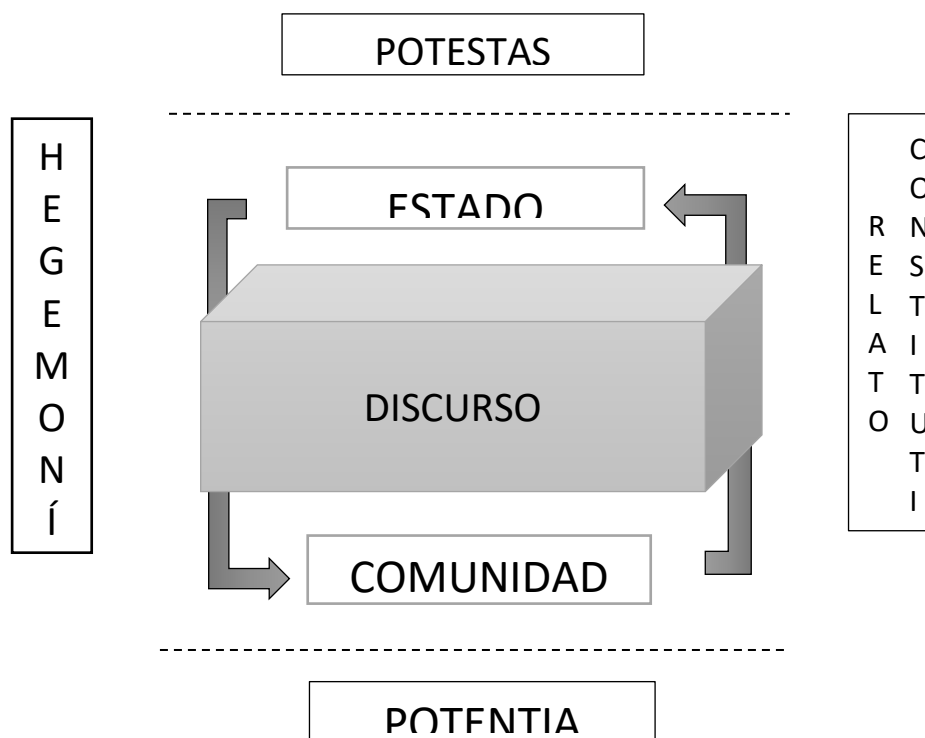 POTESTAS
HEGEMONÍ
ESTADO
DISCURSO
COMUNIDAD
POTENTIA
RELATO
CONSTITUTI